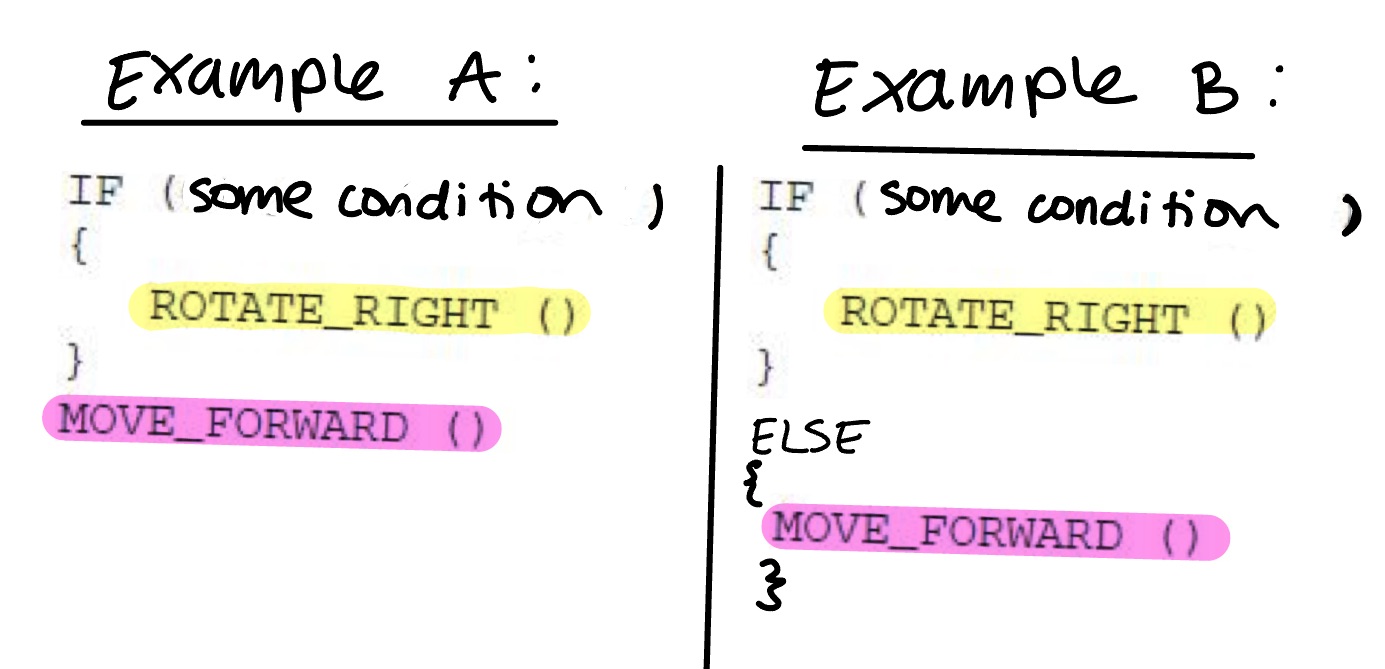 Example A:
IF (some condition )
{
ROTATE_RIGHT ()
}
MOVE_FORWARD ()
Example B:
IF (some condition )
{
ROTATE_RIGHT ()
}
ELSE
{
MOVE_FORWARD ()
}